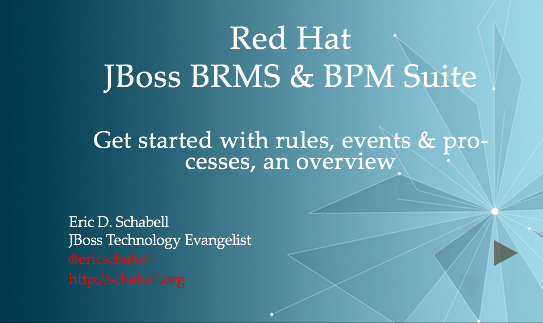 Red Hat
JBoss BRMS & BPM Suite
Get started with rules, events & pro-
cesses, an overview
Eric D. Schabell
JBoss Technology Evangelist
@ericschabell
http://schabell.org